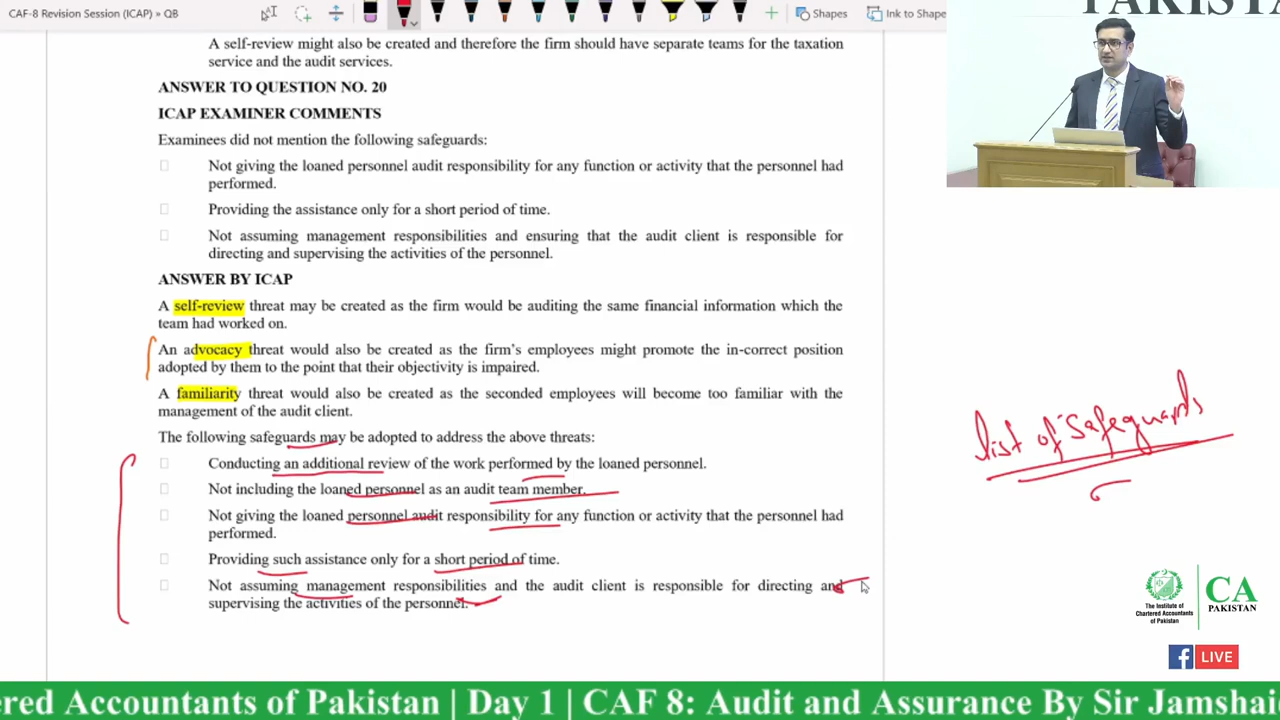 CAF-8 Revision Session (ICAP) » QB
Shapes
Ink to Shape
PAKISTA
A self-review might also be created and therefore the firm should have separate teams for the taxation
service and the audit services.
ANSWER TO QUESTION NO. 20
ICAP EXAMINER COMMENTS
Examinees did not mention the following safeguards:
Not giving the loaned personnel audit responsibility for any function or activity that the personnel had
performed.
Providing the assistance only for a short period of time.
Not assuming management responsibilities and ensuring that the audit client is responsible for
directing and supervising the activities of the personnel.
ANSWER BY ICAP
A self-review threat may be created as the firm would be auditing the same financial information which the
team had worked on.
An advocacy threat would also be created as the firm's employees might promote the in-correct position
adopted by them to the point that their objectivity is impaired.
A familiarity threat would also be created as the seconded employees will become too familiar with the
management of the audit client.
The following safeguards may be adopted to address the above threats:
Conducting an additional review of the work performed by the loaned personnel.
Not including the loaned personnel as an audit team member.
Not giving the loaned personnel audit responsibility for any function or activity that the personnel had
performed.
Providing such assistance only for a short period of time.
Not assuming management responsibilities and the audit client is responsible for directing and
supervising the activities of the personnel.
list of Safeguards
The Institute of
Chartered Accountants
of Pakistan
CA
PAKISTAN
LIVE
ered Accountants of Pakistan | Day 1 | CAF 8: Audit and Assurance By Sir Jamshai